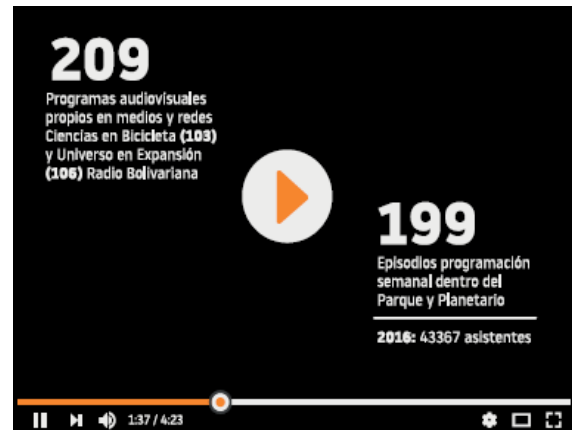 209
Programas audiovisuales
propios en medios y redes
Ciencias en Bicicleta (103)
y Universo en Expansión
(106) Radio Bolivariana
199
Episodios programación
semanal dentro del
Parque y Planetario
2016: 43367 asistentes
1:37 / 4:23